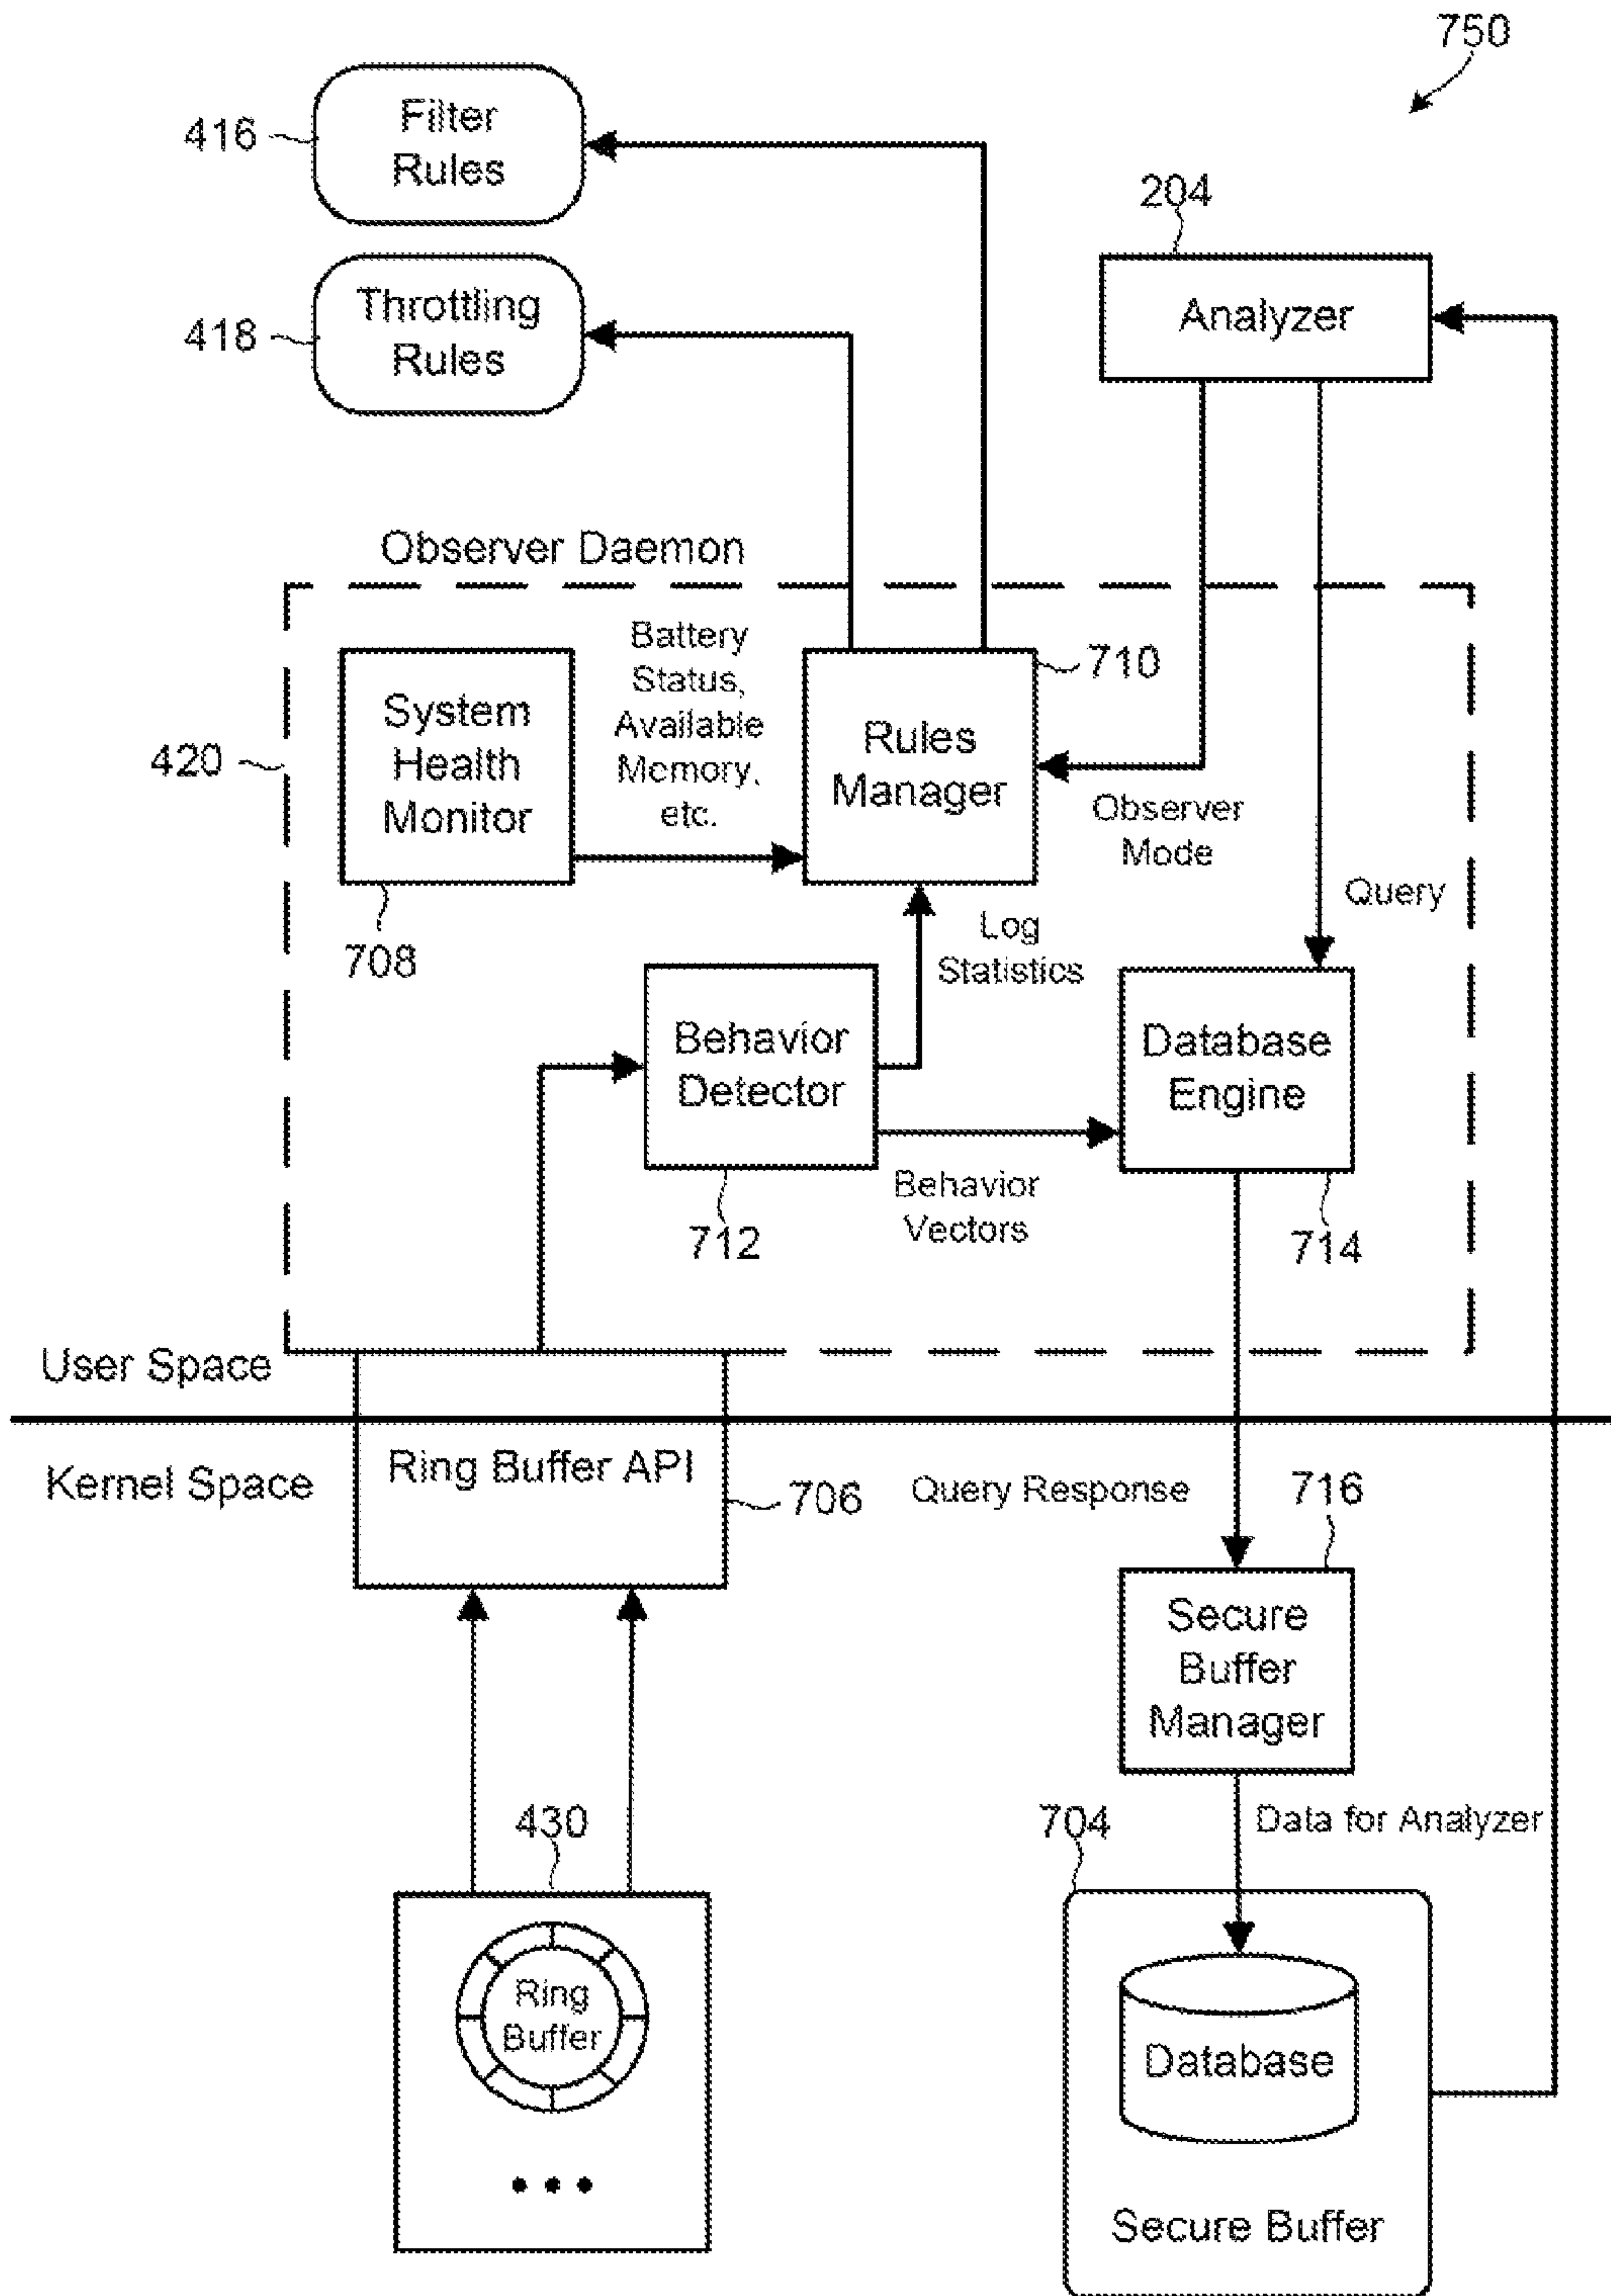 750
416
Filter
Rules
204
418
Throttling
Rules
Analyzer
Observer Daemon
420
System
Health
Monitor
708
Battery
Status,
Available
Memory,
etc.
Rules
Manager
710
Observer
Mode
Query
Log
Statistics
Behavior
Detector
712
Behavior
Vectors
Database
Engine
714
User Space
Kernel Space
Ring Buffer API
706
Query Response
716
Secure
Buffer
Manager
430
704
Data for Analyzer
Ring
Buffer
•••
Database
Secure Buffer